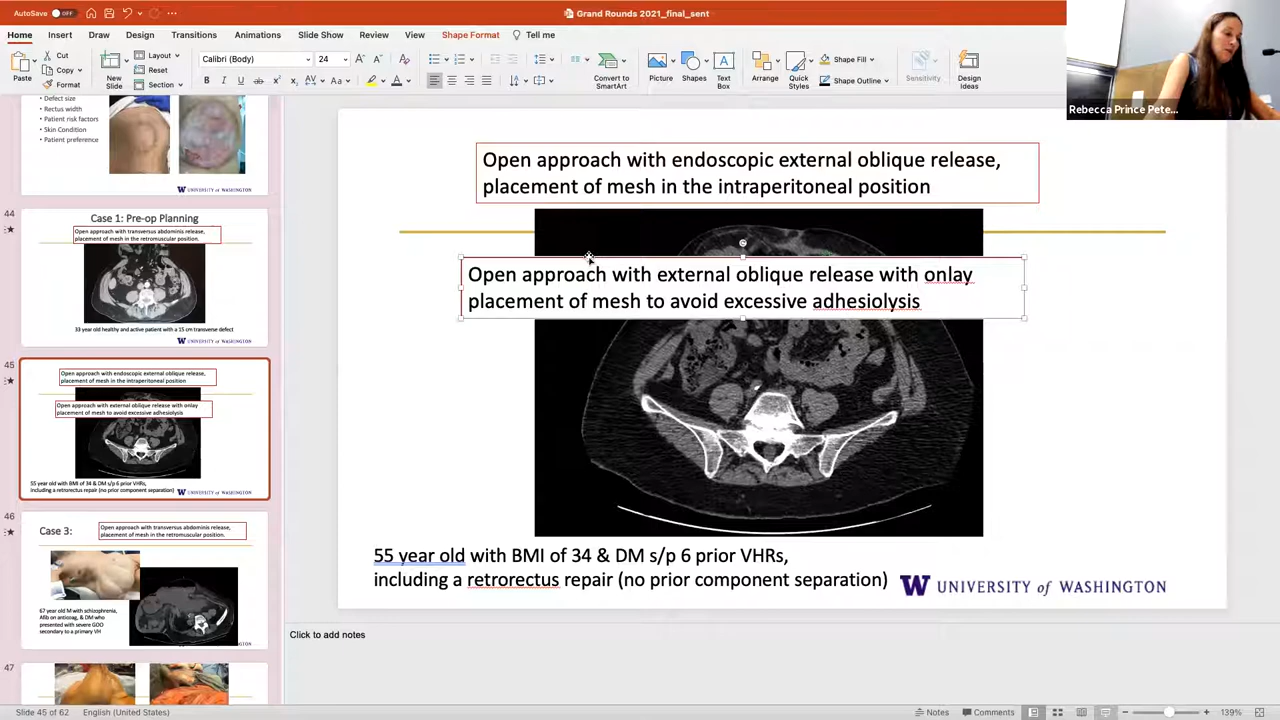 AutoSave OFF
Grand Rounds 2021_final_sent
Home Insert Draw Design Transitions Animations Slide Show Review View Shape Format Tell me
Paste
Cut
Copy
Format
New
Slide
Layout
Reset
Section
Calibri (Body) 24
Convert to
SmartArt
Picture Shapes Text
Box
Arrange Quick
Styles
Shape Fill
Shape Outline
Sensitivity
Design
Ideas
Rebecca Prince Pete...
• Defect size
• Rectus width
• Patient risk factors
• Skin Condition
• Patient preference
UNIVERSITY of WASHINGTON
44
Case 1: Pre-op Planning
Open approach with transversus abdominis release,
placement of mesh in the retromuscular position.
33 year old healthy and active patient with a 15 cm transverse defect
UNIVERSITY of WASHINGTON
45
Open approach with endoscopic external oblique release,
placement of mesh in the intraperitoneal position
Open approach with external oblique release with onlay
placement of mesh to avoid excessive adhesiolysis
55 year old with BMI of 34 & DM s/p 6 prior VHRs,
including a retrorectus repair (no prior component separation)
UNIVERSITY of WASHINGTON
46
Case 3:
Open approach with transversus abdominis release,
placement of mesh in the retromuscular position.
67 year old M with schizophrenia,
Afib on anticoag, & DM who
presented with severe GOO
secondary to a primary VH
47
Open approach with endoscopic external oblique release,
placement of mesh in the intraperitoneal position
Open approach with external oblique release with onlay
placement of mesh to avoid excessive adhesiolysis
55 year old with BMI of 34 & DM s/p 6 prior VHRs,
including a retrorectus repair (no prior component separation)
UNIVERSITY of WASHINGTON
Click to add notes
Slide 45 of 62 English (United States)
Notes Comments 139%